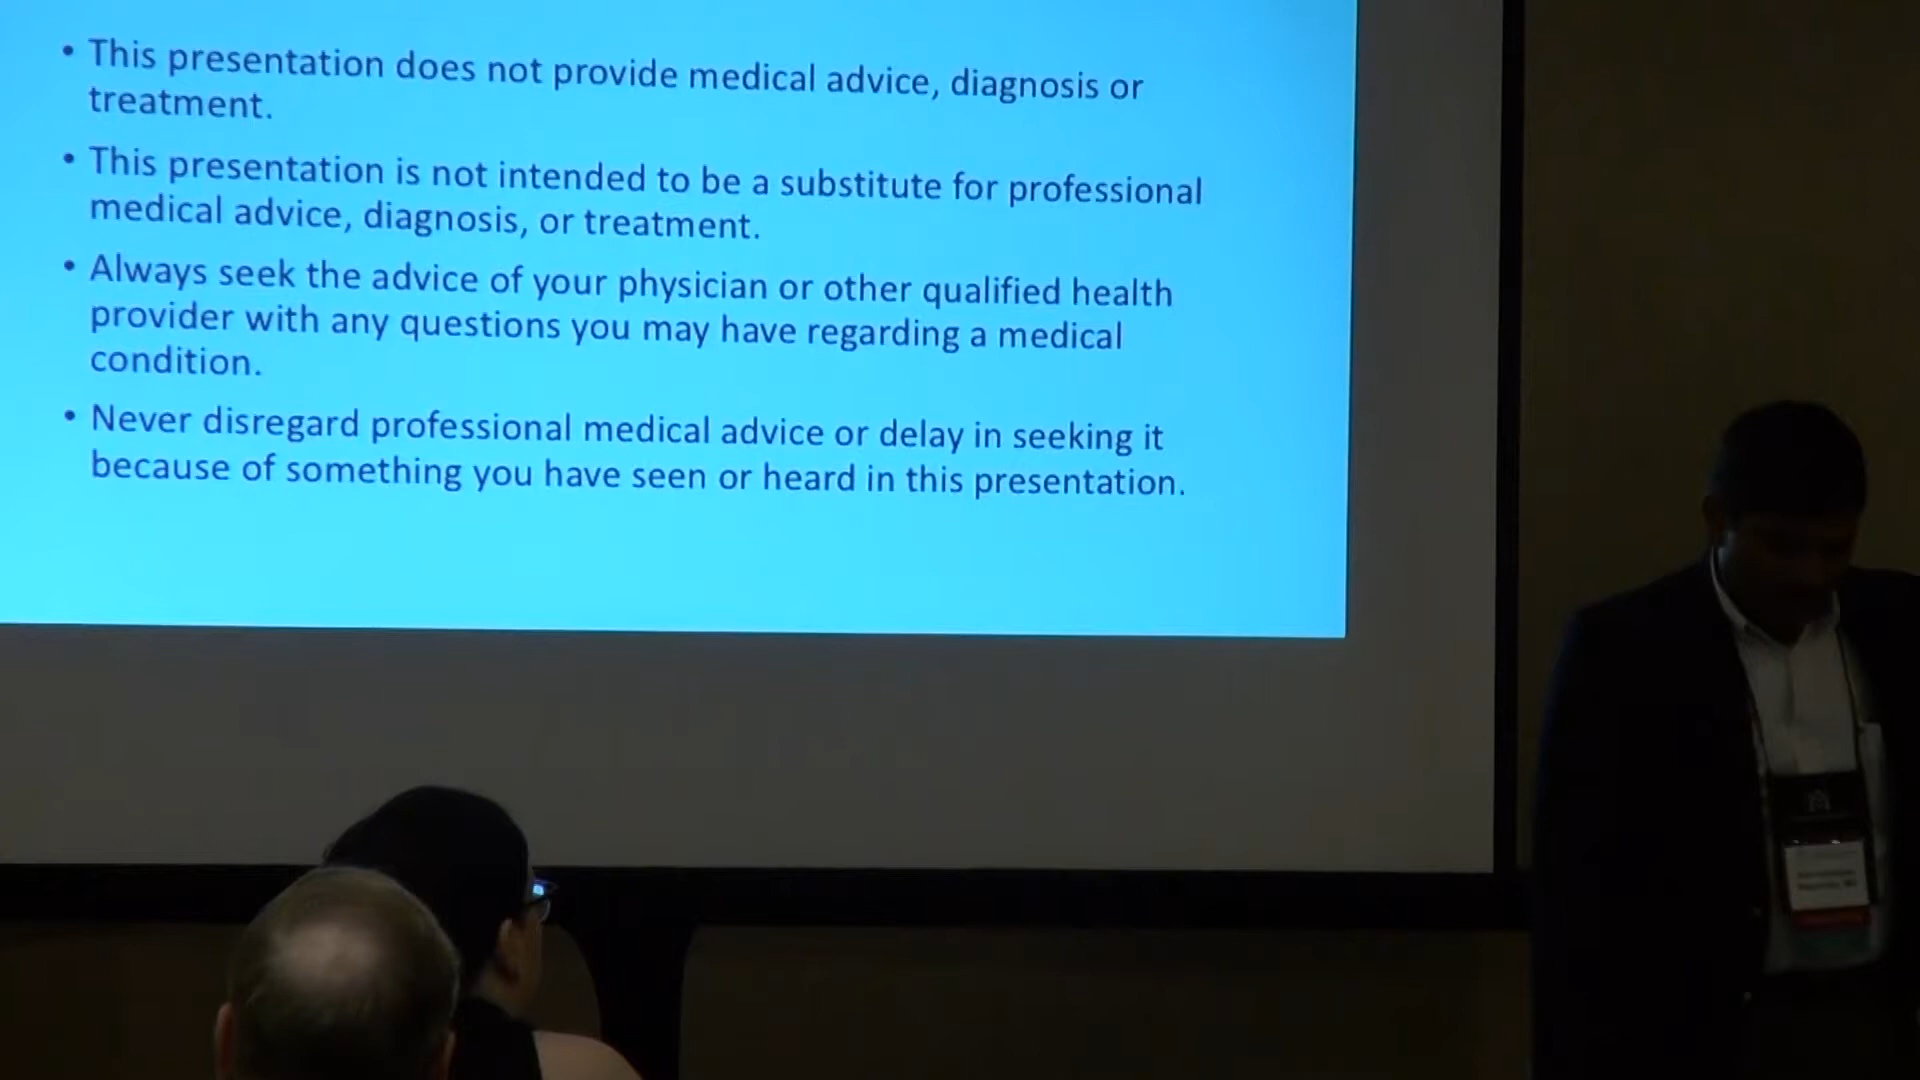 • This presentation does not provide medical advice, diagnosis or
treatment.
• This presentation is not intended to be a substitute for professional
medical advice, diagnosis, or treatment.
• Always seek the advice of your physician or other qualified health
provider with any questions you may have regarding a medical
condition.
• Never disregard professional medical advice or delay in seeking it
because of something you have seen or heard in this presentation.